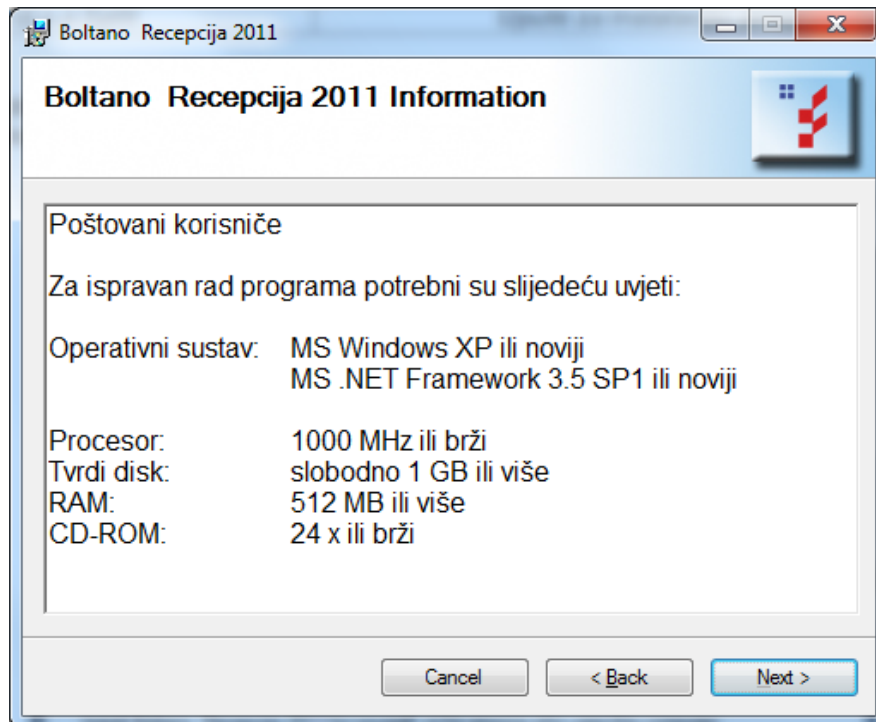 Boltano Recepcija 2011
Boltano Recepcija 2011 Information
Poštovani korisniče
Za ispravan rad programa potrebni su slijedeću uvjeti:
Operativni sustav: MS Windows XP ili noviji
MS .NET Framework 3.5 SP1 ili noviji
Procesor: 1000 MHz ili brži
Tvrdi disk: slobodno 1 GB ili više
RAM: 512 MB ili više
CD-ROM: 24 x ili brži
Cancel < Back Next >